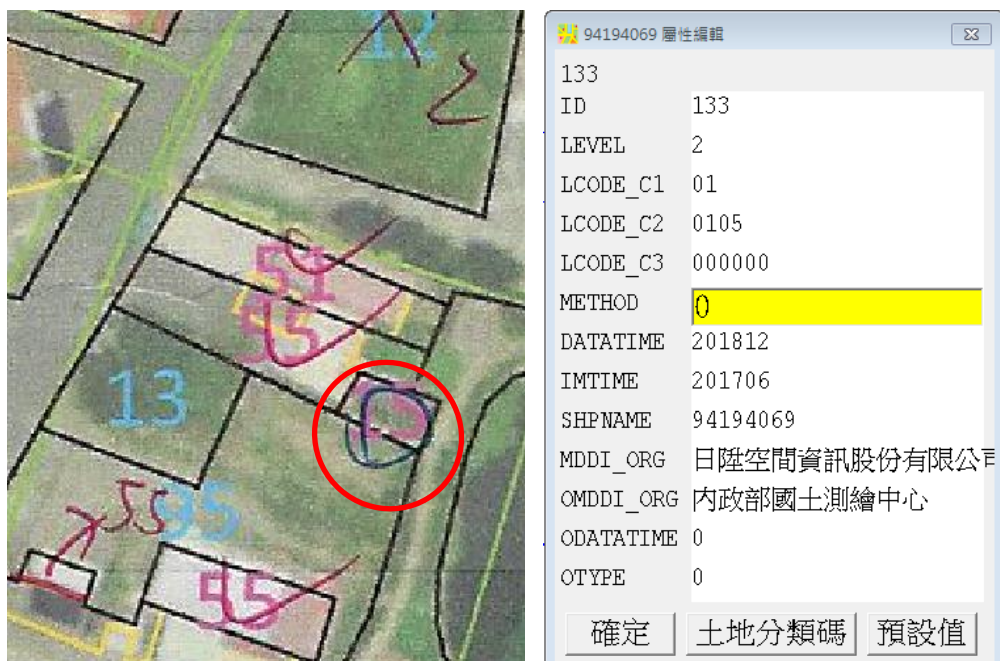 12
2
51
55
13
55
95
55
94194069 屬性編輯
133
ID 133
LEVEL 2
LCODE_C1 01
LCODE_C2 0105
LCODE_C3 000000
METHOD 0
DATATIME 201812
IMTIME 201706
SHPNAME 94194069
MDDI_ORG 日陞空間資訊股份有限公司
OMDDI_ORG 內政部國土測繪中心
ODATATIME 0
OTYPE 0
確定 土地分類碼 預設值